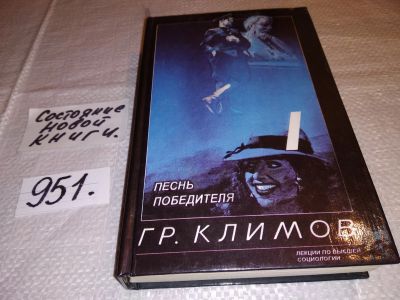 Состояние
новой
книги.
951.
ПЕСНЬ
ПОБЕДИТЕЛЯ
ГР. КЛИМОВ
ЛЕКЦИИ ПО ВЫСШЕЙ
СОЦИОЛОГИИ